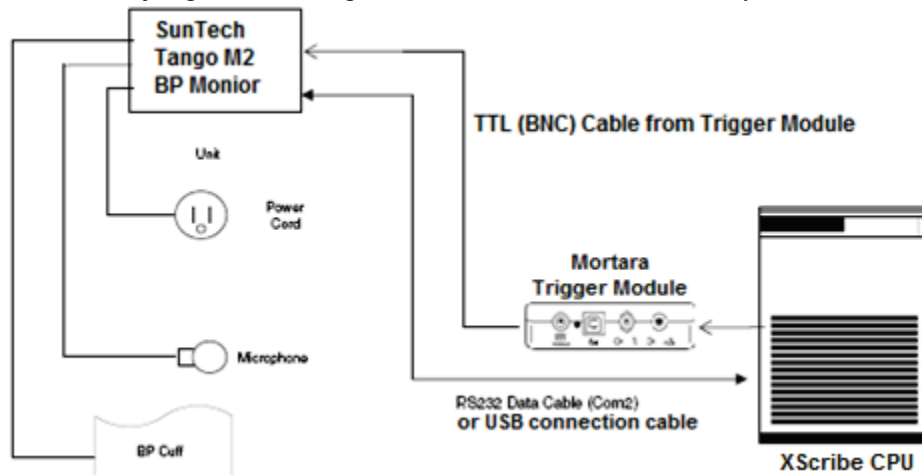 SunTech
Tango M2
BP Monior
TTL (BNC) Cable from Trigger Module
Unit
Power
Cord
Mortara
Trigger Module
Microphone
RS232 Data Cable (Com2)
or USB connection cable
BP Cuff
XScribe CPU